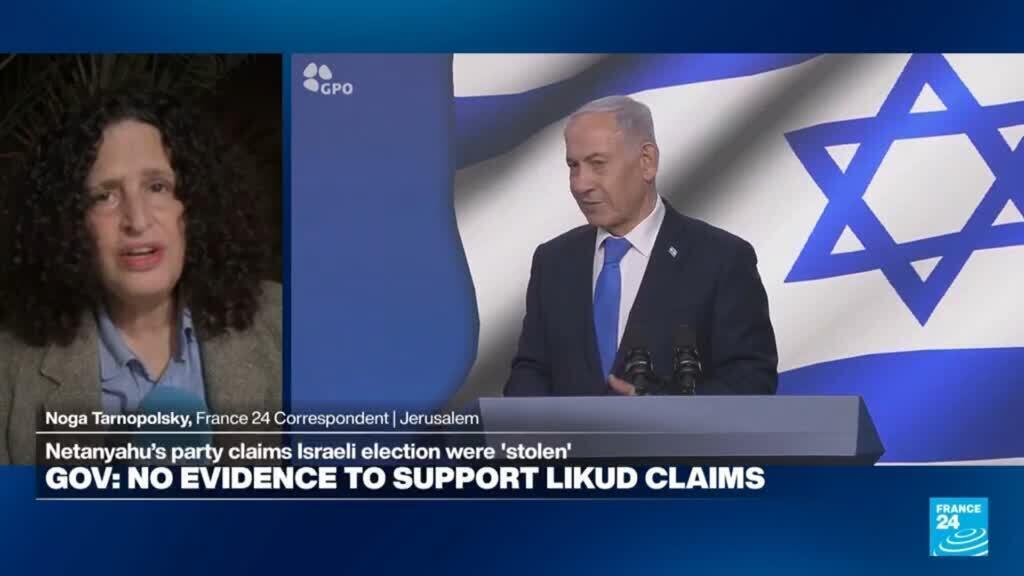 GPO
Noga Tarnopolsky, France 24 Correspondent | Jerusalem
Netanyahu's party claims Israeli election were 'stolen'
GOV: NO EVIDENCE TO SUPPORT LIKUD CLAIMS
FRANCE
24